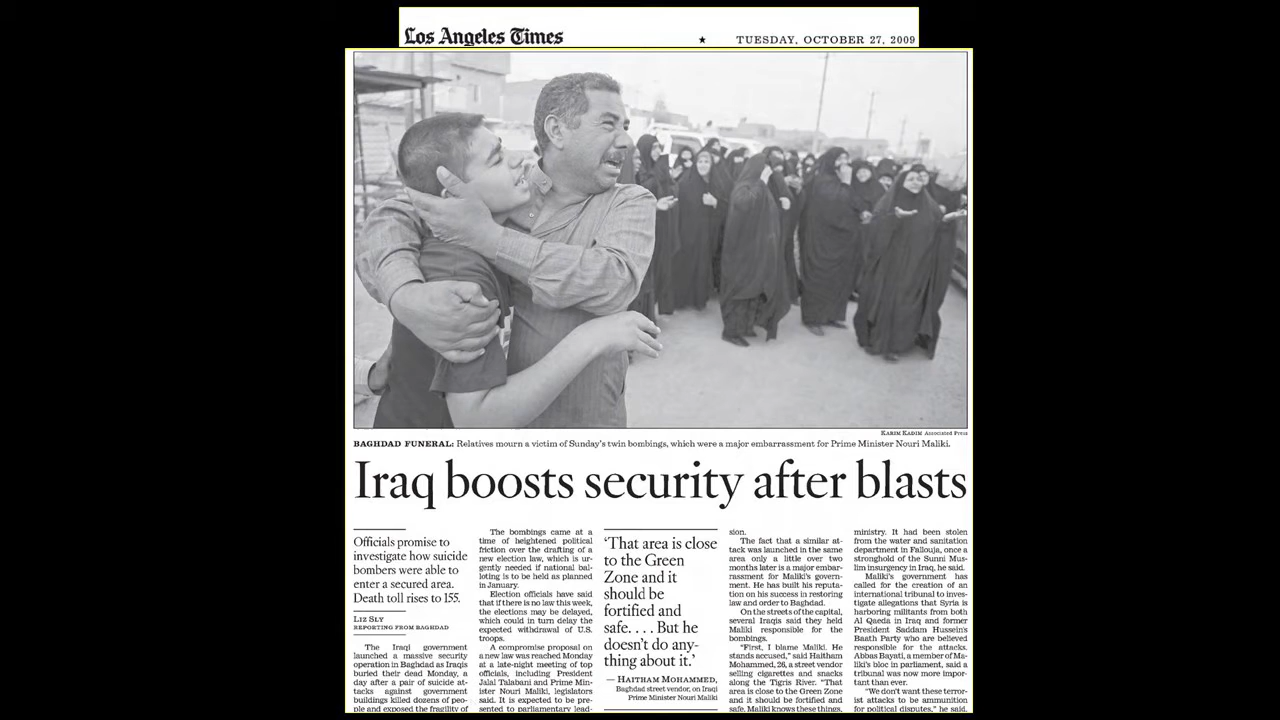 Los Angeles Times
★ TUESDAY, OCTOBER 27, 2009
KARIM KADIM Associated Press
BAGHDAD FUNERAL: Relatives mourn a victim of Sunday's twin bombings, which were a major embarrassment for Prime Minister Nouri Maliki.
Iraq boosts security after blasts
Officials promise to
investigate how suicide
bombers were able to
enter a secured area.
Death toll rises to 155.
LIZ SLY
REPORTING FROM BAGHDAD
The Iraqi government
launched a massive security
operation in Baghdad as Iraqis
buried their dead Monday, a
day after a pair of suicide at-
tacks against government
buildings killed dozens of peo-
ple and exposed the fragility of
The bombings came at a
time of heightened political
friction over the drafting of a
new election law, which is ur-
gently needed if national bal-
loting is to be held as planned
in January.
Election officials have said
that if there is no law this week,
the elections may be delayed,
which could in turn delay the
expected withdrawal of U.S.
troops.
A compromise proposal on
a new law was reached Monday
at a late-night meeting of top
officials, including President
Jalal Talabani and Prime Min-
ister Nouri Maliki, legislators
said. It is expected to be pre-
sented to parliamentary lead-
'That area is close
to the Green
Zone and it
should be
fortified and
safe. . . . But he
doesn't do any-
thing about it.'
— HAITHAM MOHAMMED,
Baghdad street vendor, on Iraqi
Prime Minister Nouri Maliki
sion.
The fact that a similar at-
tack was launched in the same
area only a little over two
months later is a major embar-
rassment for Maliki's govern-
ment. He has built his reputa-
tion on his success in restoring
law and order to Baghdad.
On the streets of the capital,
several Iraqis said they held
Maliki responsible for the
bombings.
"First, I blame Maliki. He
stands accused," said Haitham
Mohammed, 26, a street vendor
selling cigarettes and snacks
along the Tigris River. "That
area is close to the Green Zone
and it should be fortified and
safe. Maliki knows these things,
ministry. It had been stolen
from the water and sanitation
department in Fallouja, once a
stronghold of the Sunni Mus-
lim insurgency in Iraq, he said.
Maliki's government has
called for the creation of an
international tribunal to inves-
tigate allegations that Syria is
harboring militants from both
Al Qaeda in Iraq and former
President Saddam Hussein's
Baath Party who are believed
responsible for the attacks.
Abbas Bayati, a member of Ma-
liki's bloc in parliament, said a
tribunal was now more impor-
tant than ever.
"We don't want these terror-
ist attacks to be ammunition
for political disputes," he said.